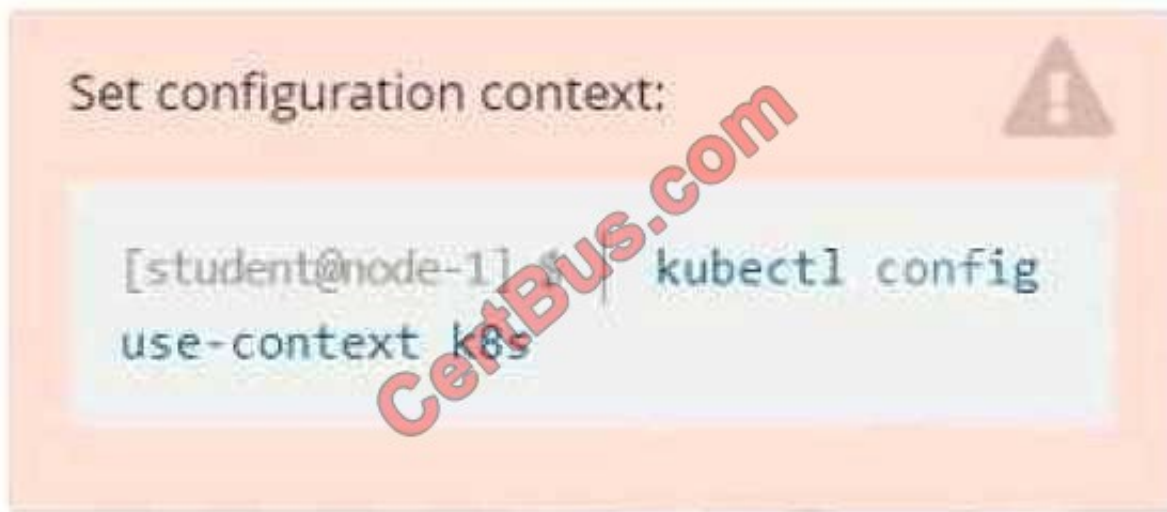 Set configuration context:
[student@node-1] $ | kubectl config
use-context k8s
CertBus.com